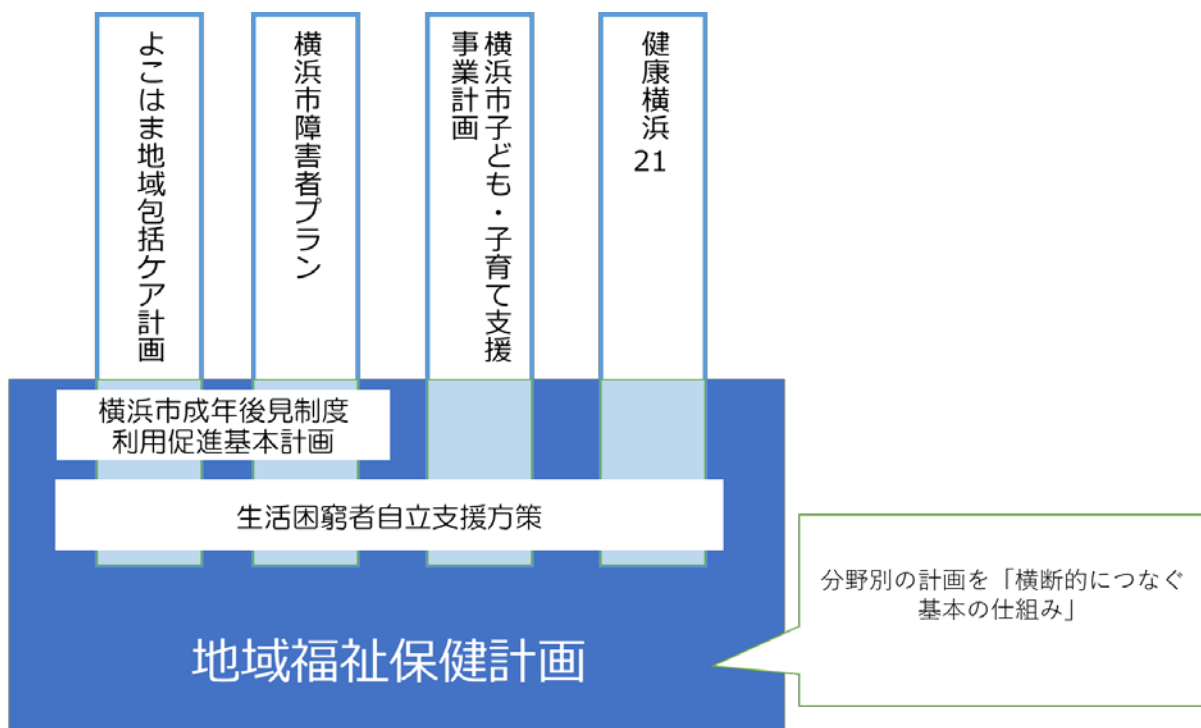 よこはま地域包括ケア計画
横浜市障害者プラン
横浜市子ども・子育て支援
事業計画
健康横浜
21
横浜市成年後見制度
利用促進基本計画
生活困窮者自立支援方策
分野別の計画を「横断的につなぐ
基本の仕組み」
地域福祉保健計画